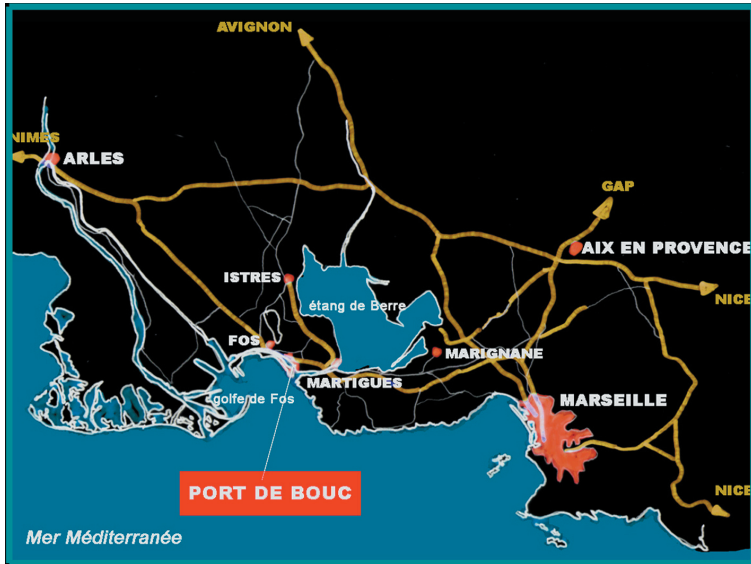 AVIGNON
NIMES
ARLES
GAP
AIX EN PROVENCE
ISTRES
étang de Berre
NICE
FOS
MARIGNANE
MARTIGUES
golfe de Fos
MARSEILLE
PORT DE BOUC
NICE
Mer Méditerranée